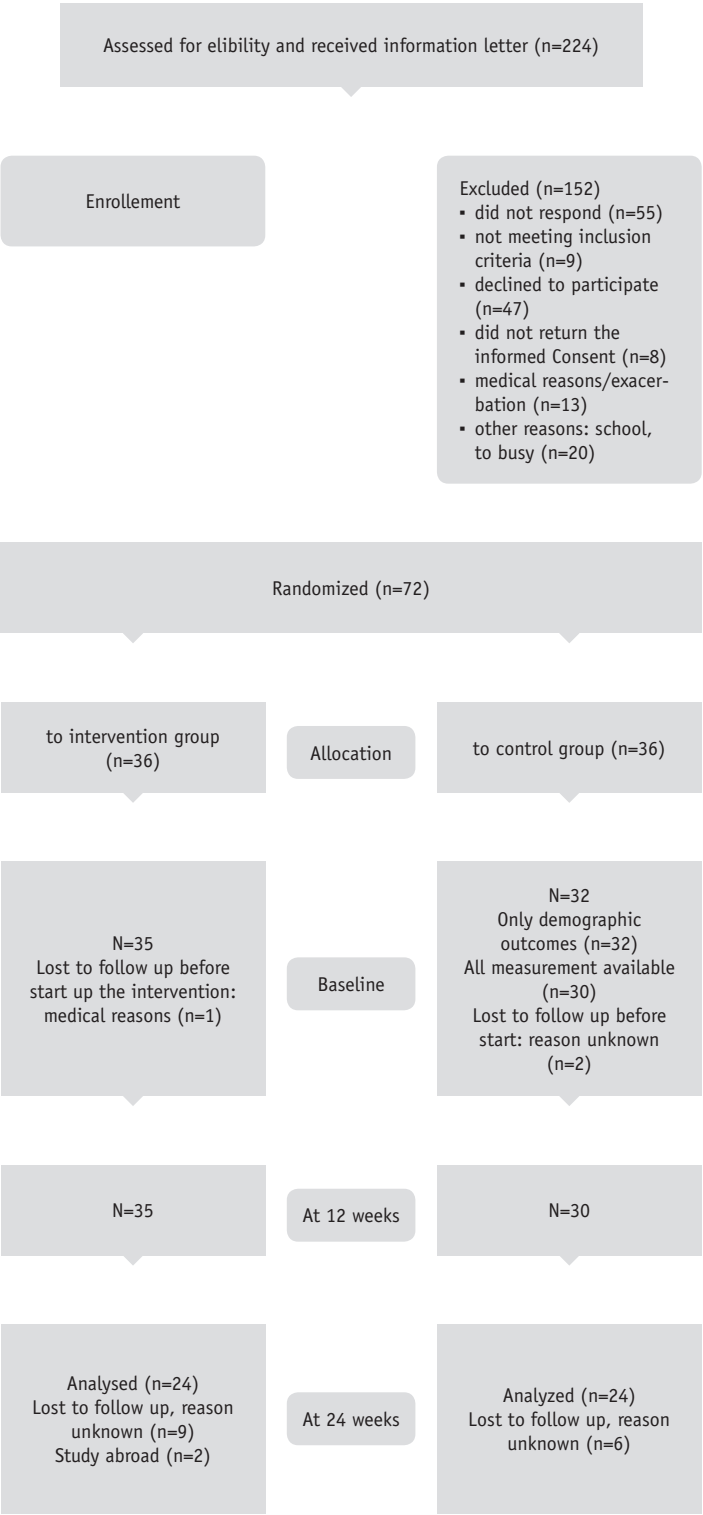 Assessed for elibility and received information letter (n=224)
Enrollement
Excluded (n=152)
▪ did not respond (n=55)
▪ not meeting inclusion
criteria (n=9)
▪ declined to participate
(n=47)
▪ did not return the
informed Consent (n=8)
▪ medical reasons/exacer-
bation (n=13)
▪ other reasons: school,
to busy (n=20)
Randomized (n=72)
to intervention group
(n=36)
Allocation
to control group (n=36)
N=35
Lost to follow up before
start up the intervention:
medical reasons (n=1)
Baseline
N=32
Only demographic
outcomes (n=32)
All measurement available
(n=30)
Lost to follow up before
start: reason unknown
(n=2)
N=35
At 12 weeks
N=30
Analysed (n=24)
Lost to follow up, reason
unknown (n=9)
Study abroad (n=2)
At 24 weeks
Analyzed (n=24)
Lost to follow up, reason
unknown (n=6)